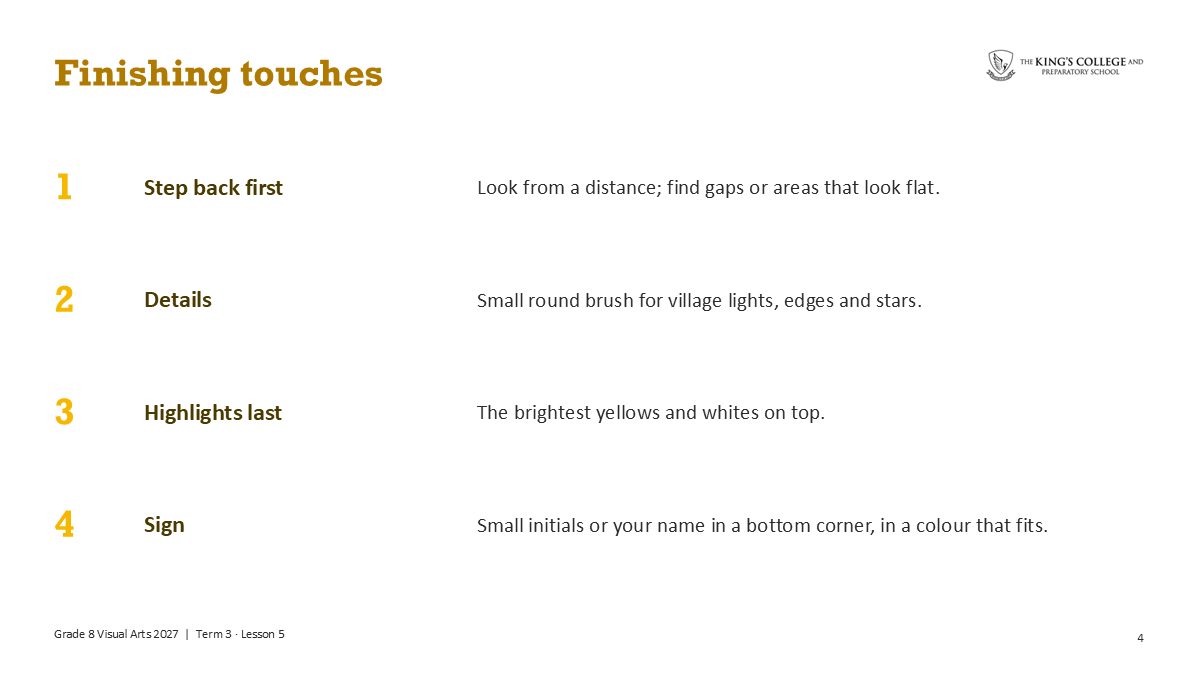 Finishing touches
THE KING'S COLLEGE AND
PREPARATORY SCHOOL
1 Step back first Look from a distance; find gaps or areas that look flat.
2 Details Small round brush for village lights, edges and stars.
3 Highlights last The brightest yellows and whites on top.
4 Sign Small initials or your name in a bottom corner, in a colour that fits.
Grade 8 Visual Arts 2027 | Term 3 · Lesson 5
4